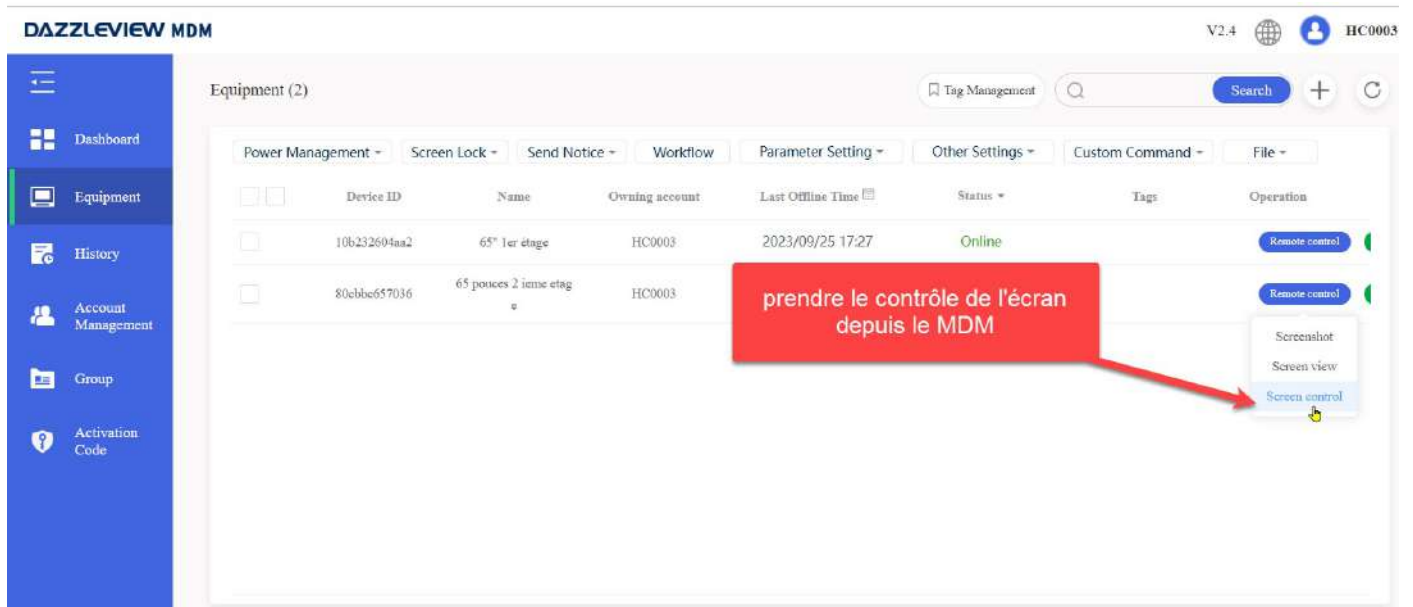 DAZZLEVIEW MDM
V2.4
HC0003
Equipment (2)
Tag Management
Search
Dashboard
Equipment
History
Account
Management
Group
Activation
Code
Power Management
Screen Lock
Send Notice
Workflow
Parameter Setting
Other Settings
Custom Command
File
Device ID
Name
Owning account
Last Offline Time
Status
Tags
Operation
10b232604aa2
65" 1er étage
HC0003
2023/09/25 17:27
Online
Remote control
80ebbc657036
65 pouces 2 ieme etag
e
HC0003
Remote control
prendre le contrôle de l'écran
depuis le MDM
Screenshot
Screen view
Screen control